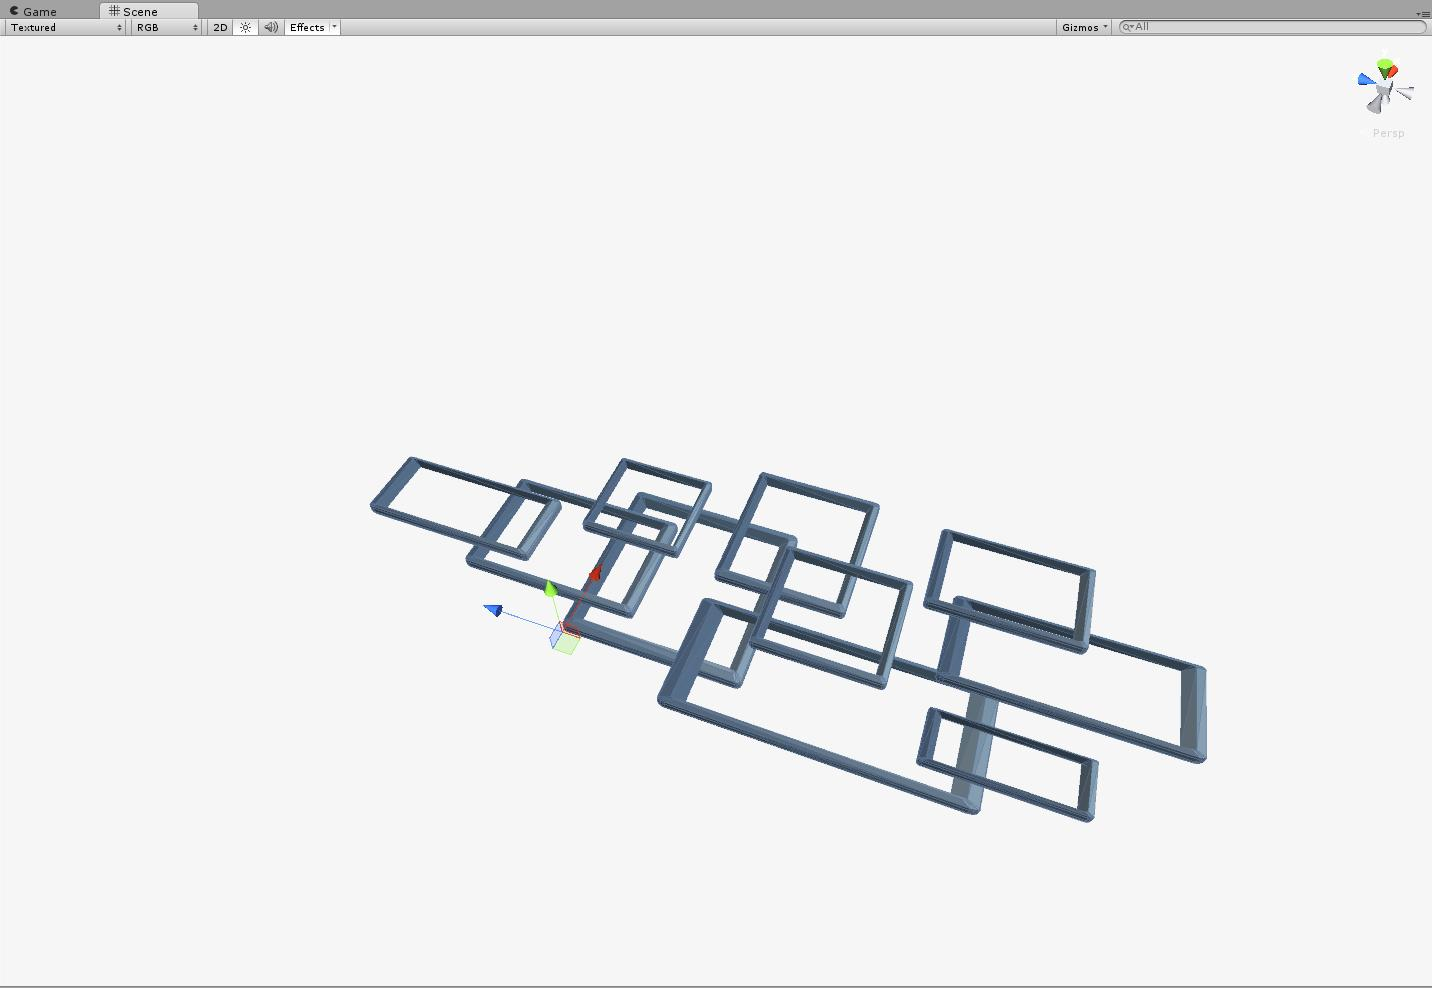 Game Scene
Textured RGB 2D Effects Gizmos All
y
Persp